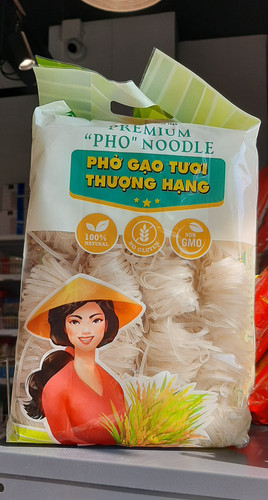 PREMIUM
"PHO" NOODLE
PHỞ GẠO TƯƠI
THƯỢNG HẠNG
100%
NATURAL
NO GLUTEN
NON
GMO